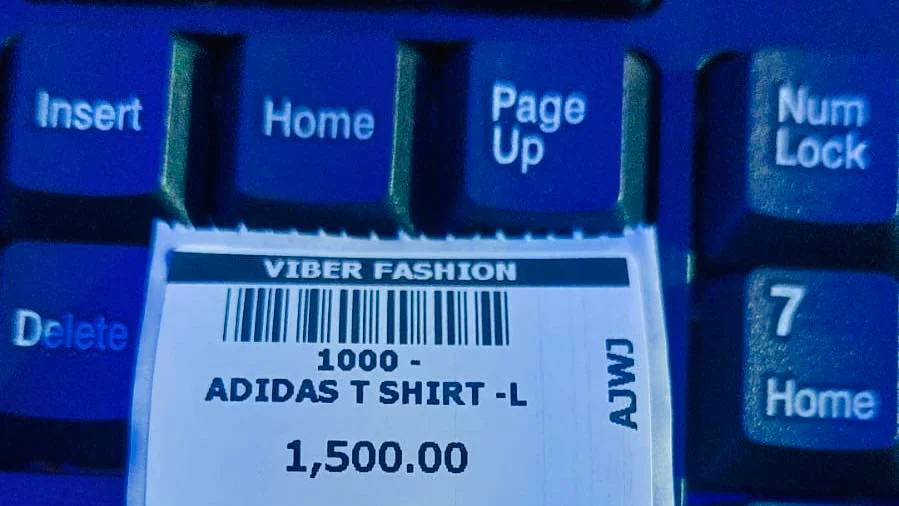 Insert
Home
Page
Up
Num
Lock
Delete
7
Home
VIBER FASHION
1000 -
ADIDAS T SHIRT -L
1,500.00
AJWJ